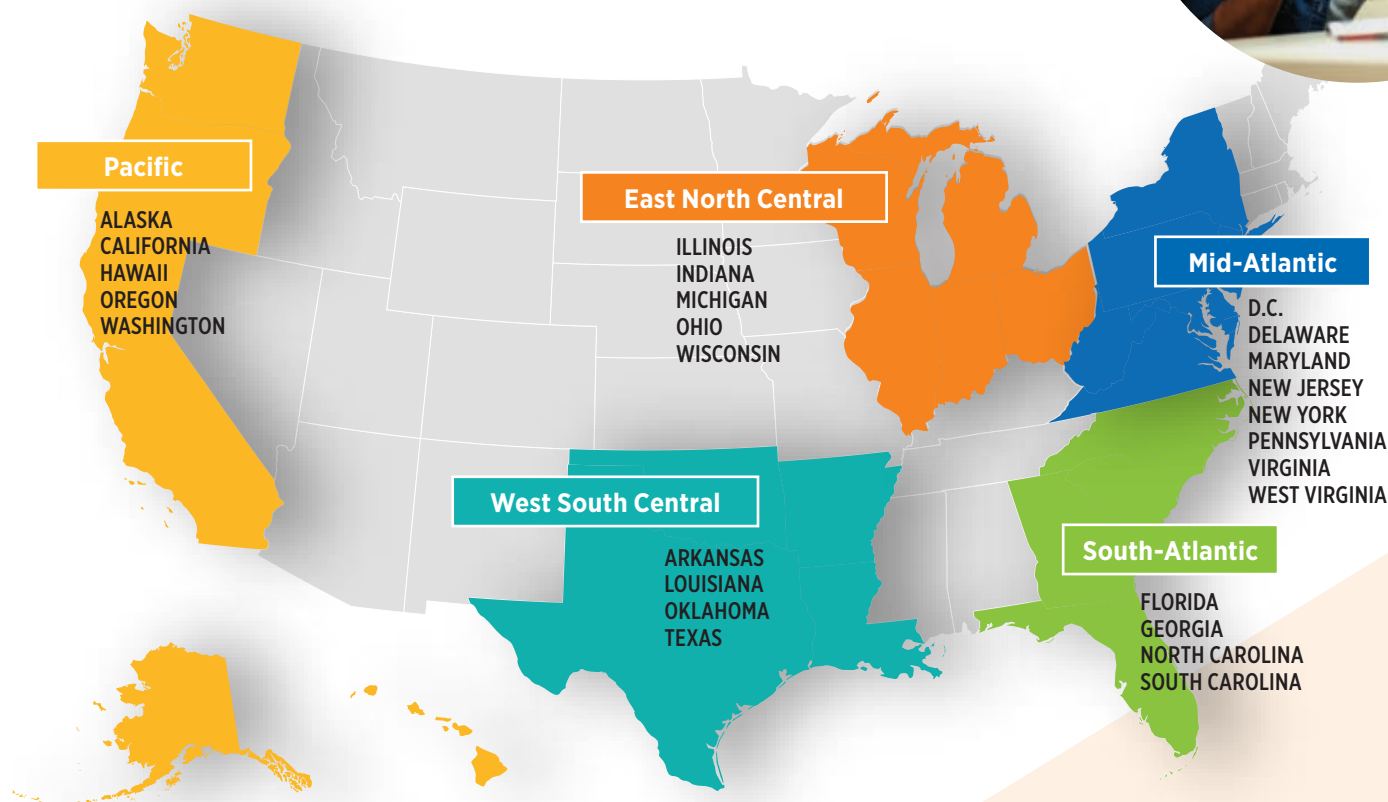 Pacific
ALASKA
CALIFORNIA
HAWAII
OREGON
WASHINGTON
East North Central
ILLINOIS
INDIANA
MICHIGAN
OHIO
WISCONSIN
Mid-Atlantic
D.C.
DELAWARE
MARYLAND
NEW JERSEY
NEW YORK
PENNSYLVANIA
VIRGINIA
WEST VIRGINIA
West South Central
ARKANSAS
LOUISIANA
OKLAHOMA
TEXAS
South-Atlantic
FLORIDA
GEORGIA
NORTH CAROLINA
SOUTH CAROLINA